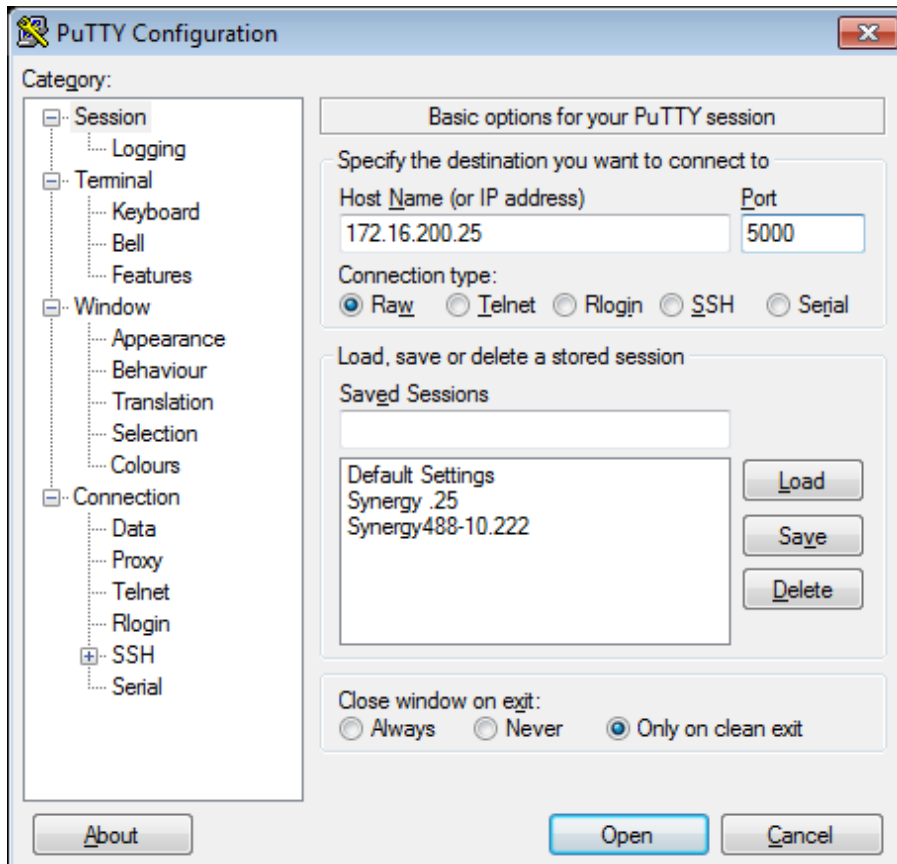 PuTTY Configuration
Category:
Session
Logging
Terminal
Keyboard
Bell
Features
Window
Appearance
Behaviour
Translation
Selection
Colours
Connection
Data
Proxy
Telnet
Rlogin
SSH
Serial
Basic options for your PuTTY session
Specify the destination you want to connect to
Host Name (or IP address) Port
172.16.200.25 5000
Connection type:
Raw Telnet Rlogin SSH Serial
Load, save or delete a stored session
Saved Sessions
Default Settings
Synergy .25
Synergy488-10.222
Load
Save
Delete
Close window on exit:
Always Never Only on clean exit
About Open Cancel